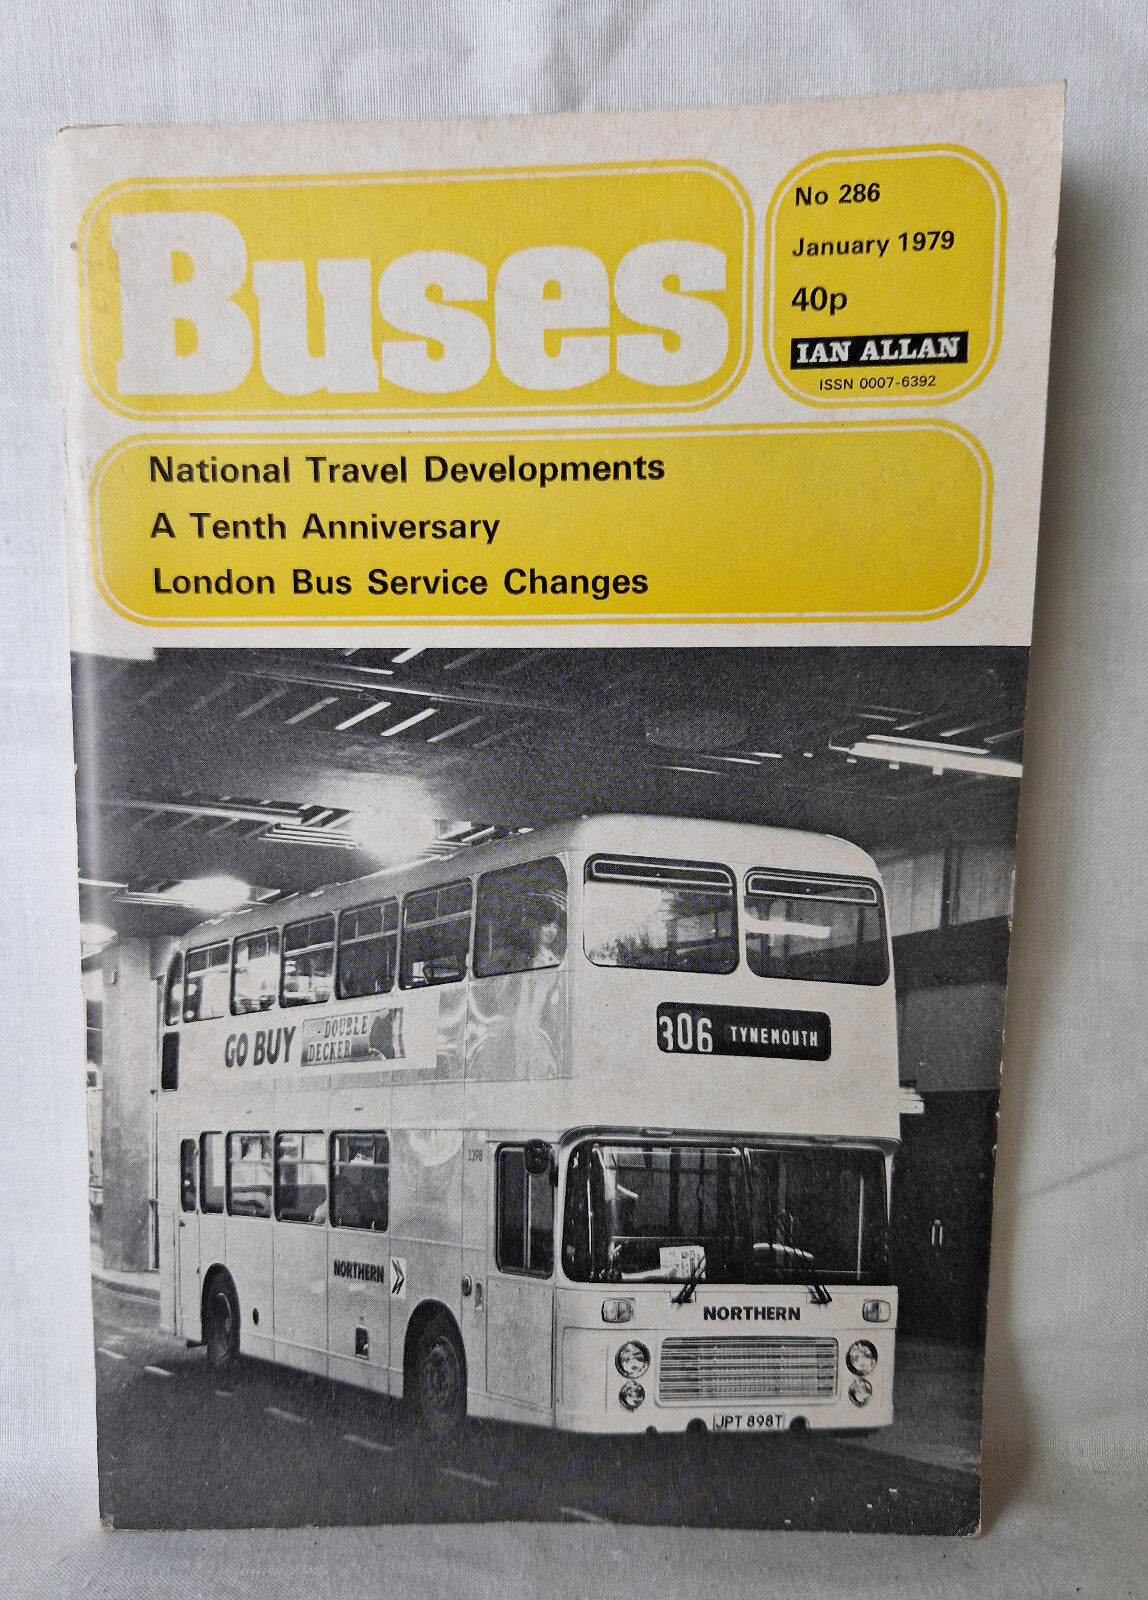 Buses
No 286
January 1979
40p
IAN ALLAN
ISSN 0007-6392
National Travel Developments
A Tenth Anniversary
London Bus Service Changes
306 TYNEMOUTH
GO BUY DOUBLE
DECKER
3398
NORTHERN
NORTHERN
JPT 898T